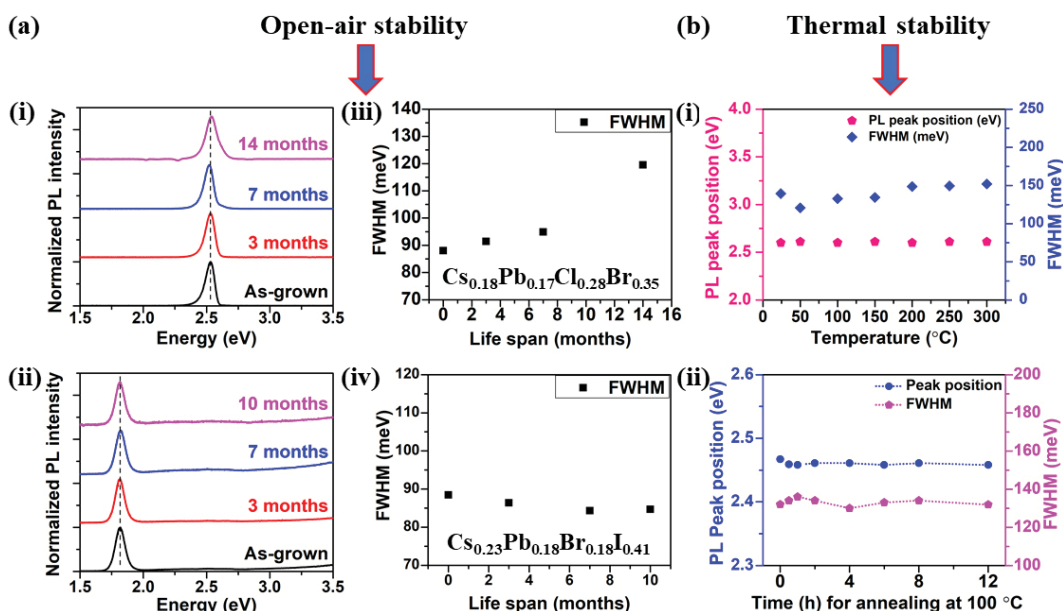 (a) Open-air stability
(b) Thermal stability
(i)
Normalized PL intensity
14 months
7 months
3 months
As-grown
1.5 2.0 2.5 3.0 3.5
Energy (eV)
(iii)
FWHM (meV)
140
130
120
110
100
90
80
70
FWHM
Cs0.18Pb0.17Cl0.28Br0.35
0 2 4 6 8 10 12 14 16
Life span (months)
(i)
PL peak position (eV)
4.0
3.5
3.0
2.5
2.0
PL peak position (eV)
FWHM (meV)
250
200
150
100
50
0
FWHM (meV)
0 50 100 150 200 250 300
Temperature (°C)
(ii)
Normalized PL intensity
10 months
7 months
3 months
As-grown
1.5 2.0 2.5 3.0 3.5
Energy (eV)
(iv)
FWHM (meV)
120
110
100
90
80
70
60
FWHM
Cs0.23Pb0.18Br0.18I0.41
0 2 4 6 8 10
Life span (months)
(ii)
PL Peak position (eV)
2.6
2.5
2.4
2.3
Peak position
FWHM
200
180
160
140
120
100
FWHM (meV)
0 4 8 12
Time (h) for annealing at 100 °C